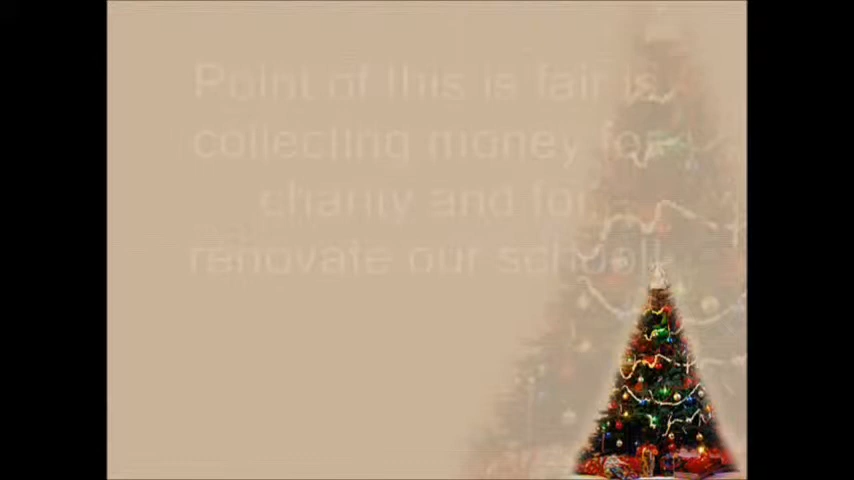 Point of this is fair is
collecting money for
charity and for
renovate our school!